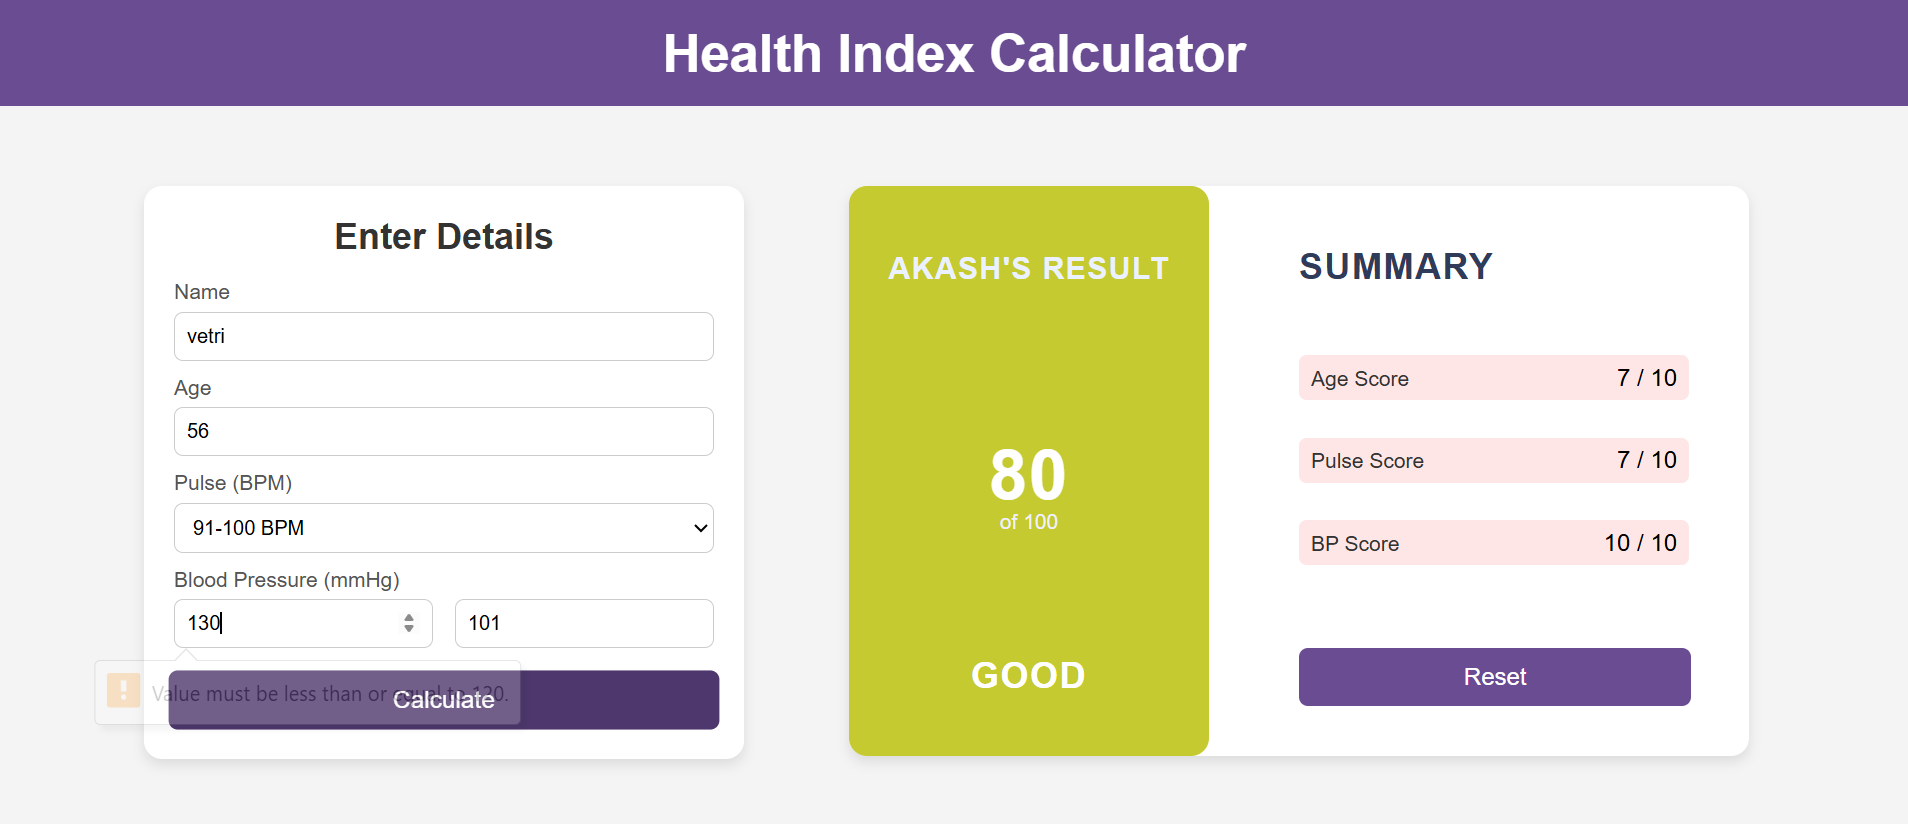 Health Index Calculator
Enter Details
Name
vetri
Age
56
Pulse (BPM)
91-100 BPM
Blood Pressure (mmHg)
130
101
Value must be less than or equal to 120.
Calculate
AKASH'S RESULT
80
of 100
GOOD
SUMMARY
Age Score 7 / 10
Pulse Score 7 / 10
BP Score 10 / 10
Reset